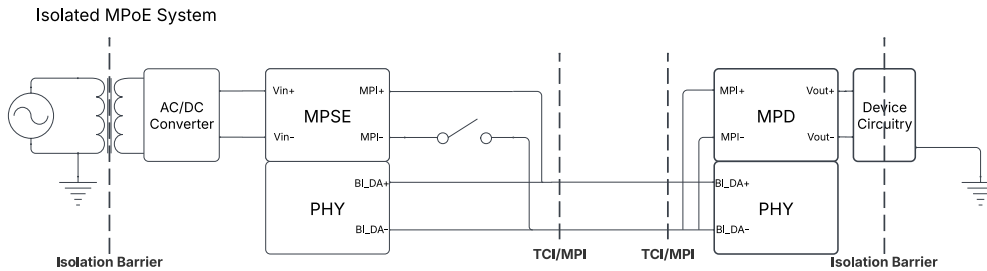 Isolated MPoE System
AC/DC
Converter
Vin+
Vin−
MPSE
MPI+
MPI−
PHY
BI_DA+
BI_DA−
MPI+
MPI−
MPD
Vout+
Vout−
BI_DA+
BI_DA−
PHY
Device
Circuitry
Isolation Barrier
TCI/MPI
TCI/MPI
Isolation Barrier